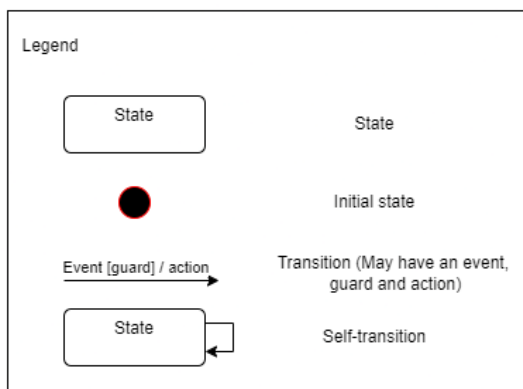 Legend
State
State
Initial state
Event [guard] / action
Transition (May have an event,
guard and action)
State
Self-transition